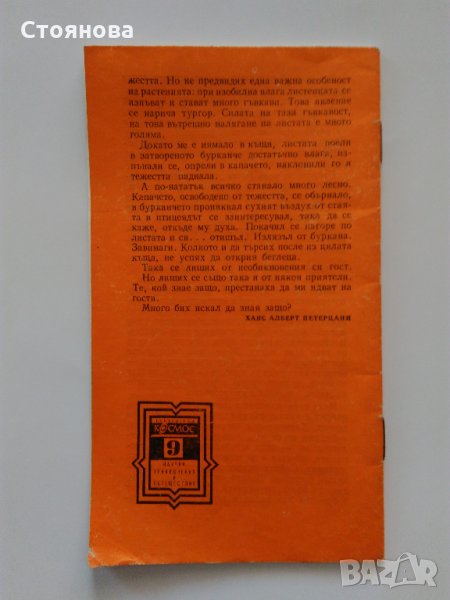 Стоянова
жестта. Но не предвидих една важна особеност
на растенията: при изобилна влага листенцата се
изпъват и стават много гъвкави. Това явление
се нарича тургор. Силата на тази гъвкавост,
на това вътрешно налягане на листата е много
голяма.
Докато ме е нямало в къщи, листата поели
в затвореното бурканче достатъчно влага, из-
пънали се, опрели в капачето, наклонили го и
тежестта паднала.
А по-нататък всичко станало много лесно.
Капачето, освободено от тежестта, се обърнало,
в бурканчето проникнал сухият въздух от стая-
та и птицеядът се заинтересувал, така да се
каже, откъде му духа. Покачил се нагоре по
листата и си... отишъл. Излязъл от буркана.
Завинаги. Колкото и да търсих после из цялата
къща, не успях да открия беглеца.
Така се лиших от необикновения си гост.
Но лиших се също така и от някои приятели.
Те, кой знае защо, престанаха да ми идват на
гости.
Много бих искал да зная защо?
ХАНС АЛБЕРТ ПЕТЕРЦАНИ
КОСМОС
9
НАУЧНИ
И
BAZAR